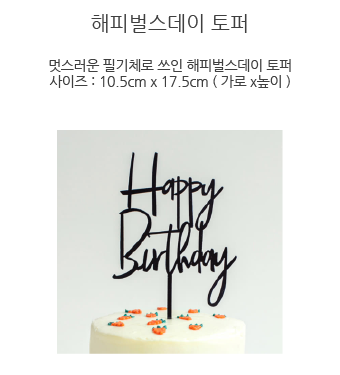 해피벌스데이 토퍼
멋스러운 필기체로 쓰인 해피벌스데이 토퍼
사이즈 : 10.5cm x 17.5cm ( 가로 x높이 )
Happy
Birthday